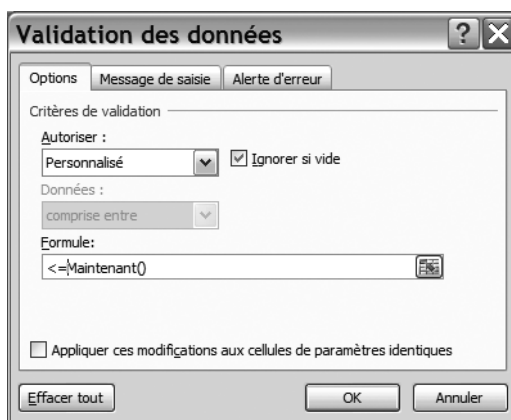 Validation des données
Options Message de saisie Alerte d'erreur
Critères de validation
Autoriser :
Personnalisé Ignorer si vide
Données :
comprise entre
Formule:
<=Maintenant()
Appliquer ces modifications aux cellules de paramètres identiques
Effacer tout OK Annuler